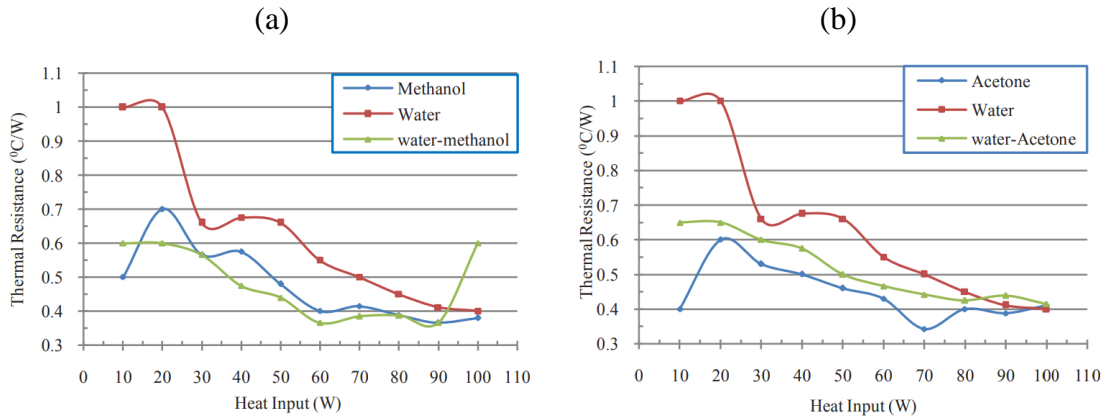 (a)
1.1
1
0.9
0.8
0.7
0.6
0.5
0.4
0.3
0 10 20 30 40 50 60 70 80 90 100 110
Thermal Resistance (⁰C/W)
Heat Input (W)
Methanol
Water
water-methanol
(b)
1.1
1
0.9
0.8
0.7
0.6
0.5
0.4
0.3
0 10 20 30 40 50 60 70 80 90 100 110
Thermal Resistance (⁰C/W)
Heat Input (W)
Acetone
Water
water-Acetone